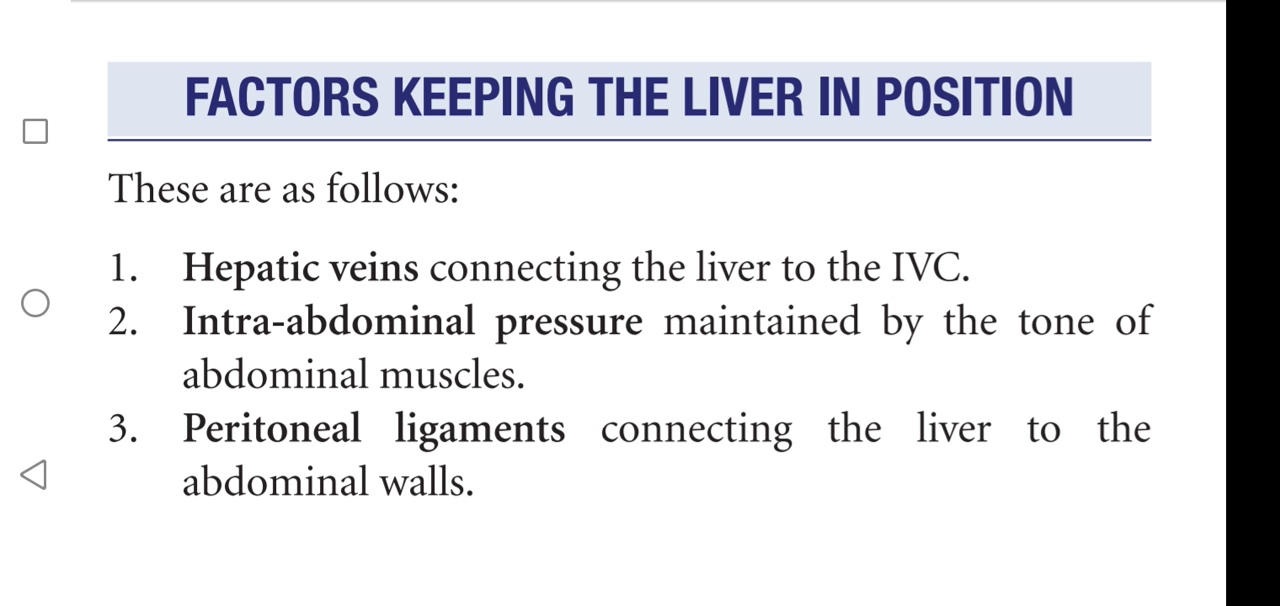 FACTORS KEEPING THE LIVER IN POSITION
These are as follows:
1. Hepatic veins connecting the liver to the IVC.
2. Intra-abdominal pressure maintained by the tone of
abdominal muscles.
3. Peritoneal ligaments connecting the liver to the
abdominal walls.